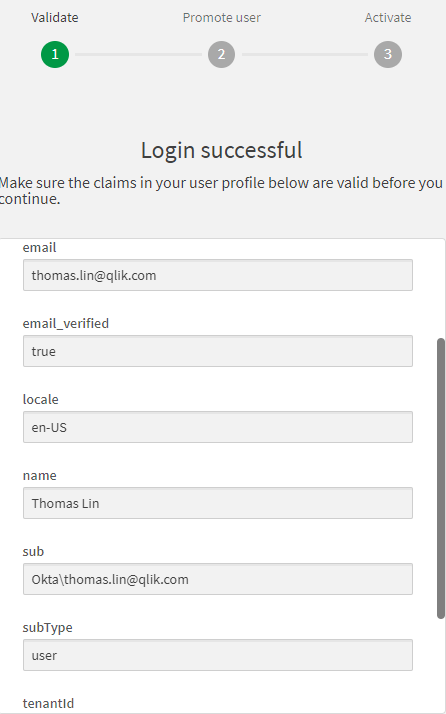 Validate Promote user Activate
1 2 3
Login successful
Make sure the claims in your user profile below are valid before you
continue.
email
thomas.lin@qlik.com
email_verified
true
locale
en-US
name
Thomas Lin
sub
Okta\thomas.lin@qlik.com
subType
user
tenantId